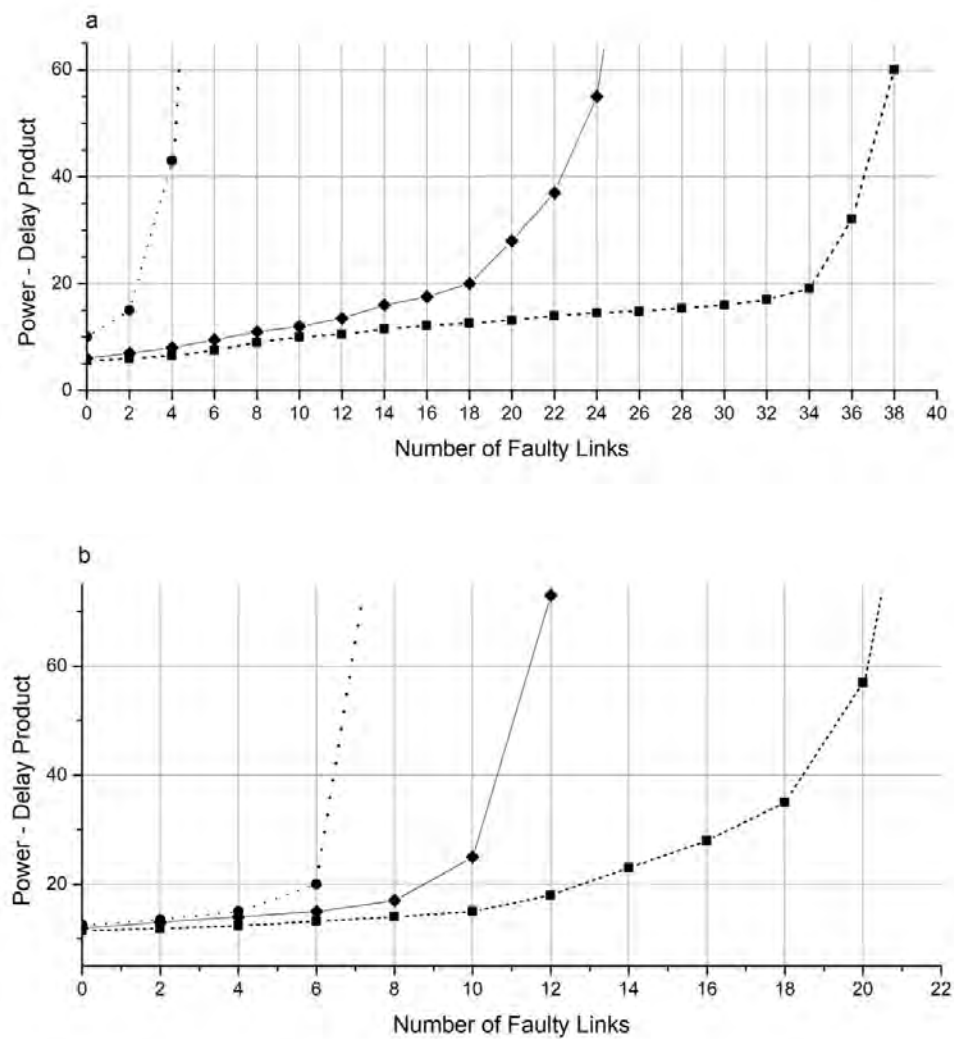 a
60
40
20
0
Power - Delay Product
0 2 4 6 8 10 12 14 16 18 20 22 24 26 28 30 32 34 36 38 40
Number of Faulty Links
b
60
40
20
Power - Delay Product
0 2 4 6 8 10 12 14 16 18 20 22
Number of Faulty Links